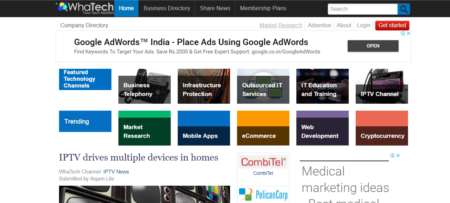 WhaTech
Home Business Directory Share News Membership Plans Search
Company Directory Market Research Advertise About Login Get started
Google AdWords™ India - Place Ads Using Google AdWords
Find Keywords To Target Your Ads. Save Rs.2000 & Get Free Expert Support. google.co.in/GoogleAdWords
OPEN
Featured Technology Channels
Business Telephony
Infrastructure Protection
Outsourced IT Services
IT Education and Training
IPTV Channel
Trending
Market Research
Mobile Apps
eCommerce
Web Development
Cryptocurrency
IPTV drives multiple devices in homes
WhaTech Channel: IPTV News
Submitted by Aspen Lite
CombiTel
CombiTel
PelicanCorp
Medical
marketing ideas